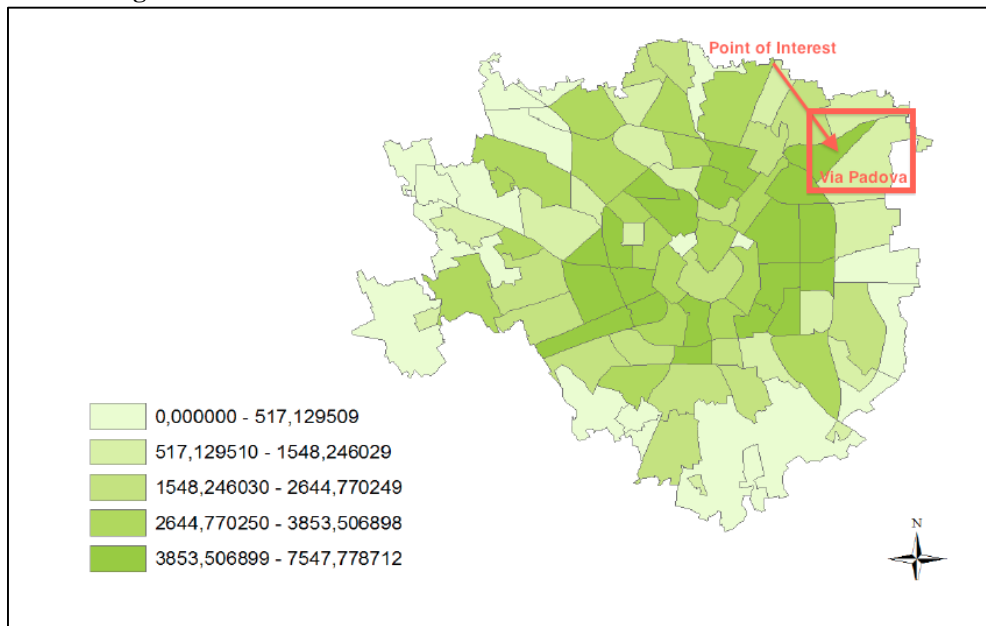 Point of Interest
Via Padova
0,000000 - 517,129509
517,129510 - 1548,246029
1548,246030 - 2644,770249
2644,770250 - 3853,506898
3853,506899 - 7547,778712
N